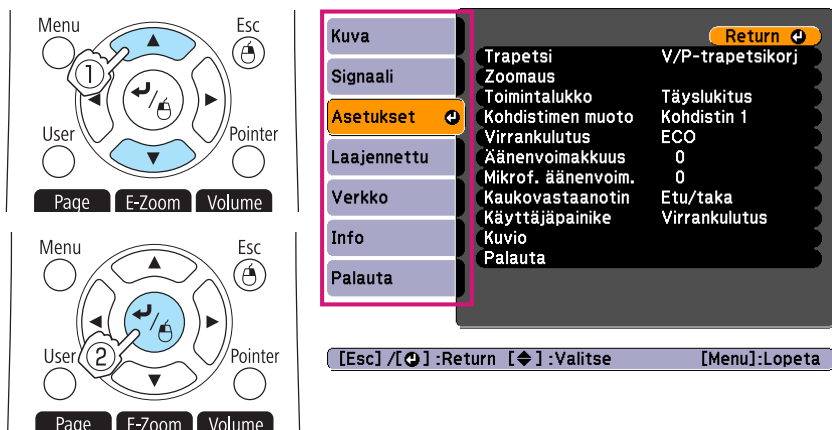 Menu
Esc
1
User
Pointer
Page
E-Zoom
Volume
Menu
Esc
User
2
Pointer
Page
E-Zoom
Volume
Kuva
Signaali
Asetukset
Laajennettu
Verkko
Info
Palauta
Return
Trapetsi V/P-trapetsikorj
Zoomaus
Toimintalukko Täyslukitus
Kohdistimen muoto Kohdistin 1
Virrankulutus ECO
Äänenvoimakkuus 0
Mikrof. äänenvoim. 0
Kaukovastaanotin Etu/taka
Käyttäjäpainike Virrankulutus
Kuvio
Palauta
[Esc] /[ ] :Return [ ] :Valitse [Menu]:Lopeta